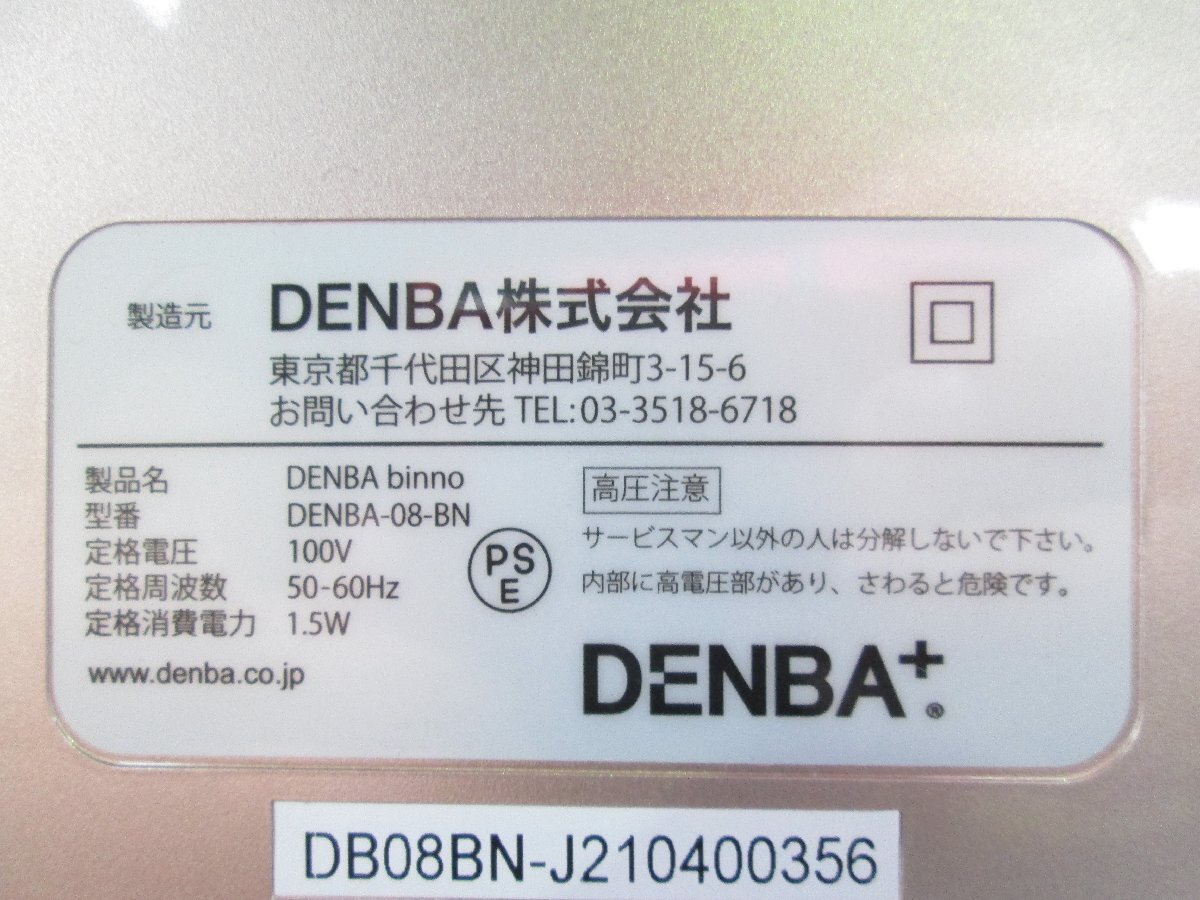 製造元 DENBA株式会社
東京都千代田区神田錦町3-15-6
お問い合わせ先 TEL:03-3518-6718
製品名 DENBA binno
型番 DENBA-08-BN
定格電圧 100V
定格周波数 50-60Hz
定格消費電力 1.5W
www.denba.co.jp
PS
E
高圧注意
サービスマン以外の人は分解しないで下さい。
内部に高電圧部があり、さわると危険です。
DENBA+®
DB08BN-J210400356